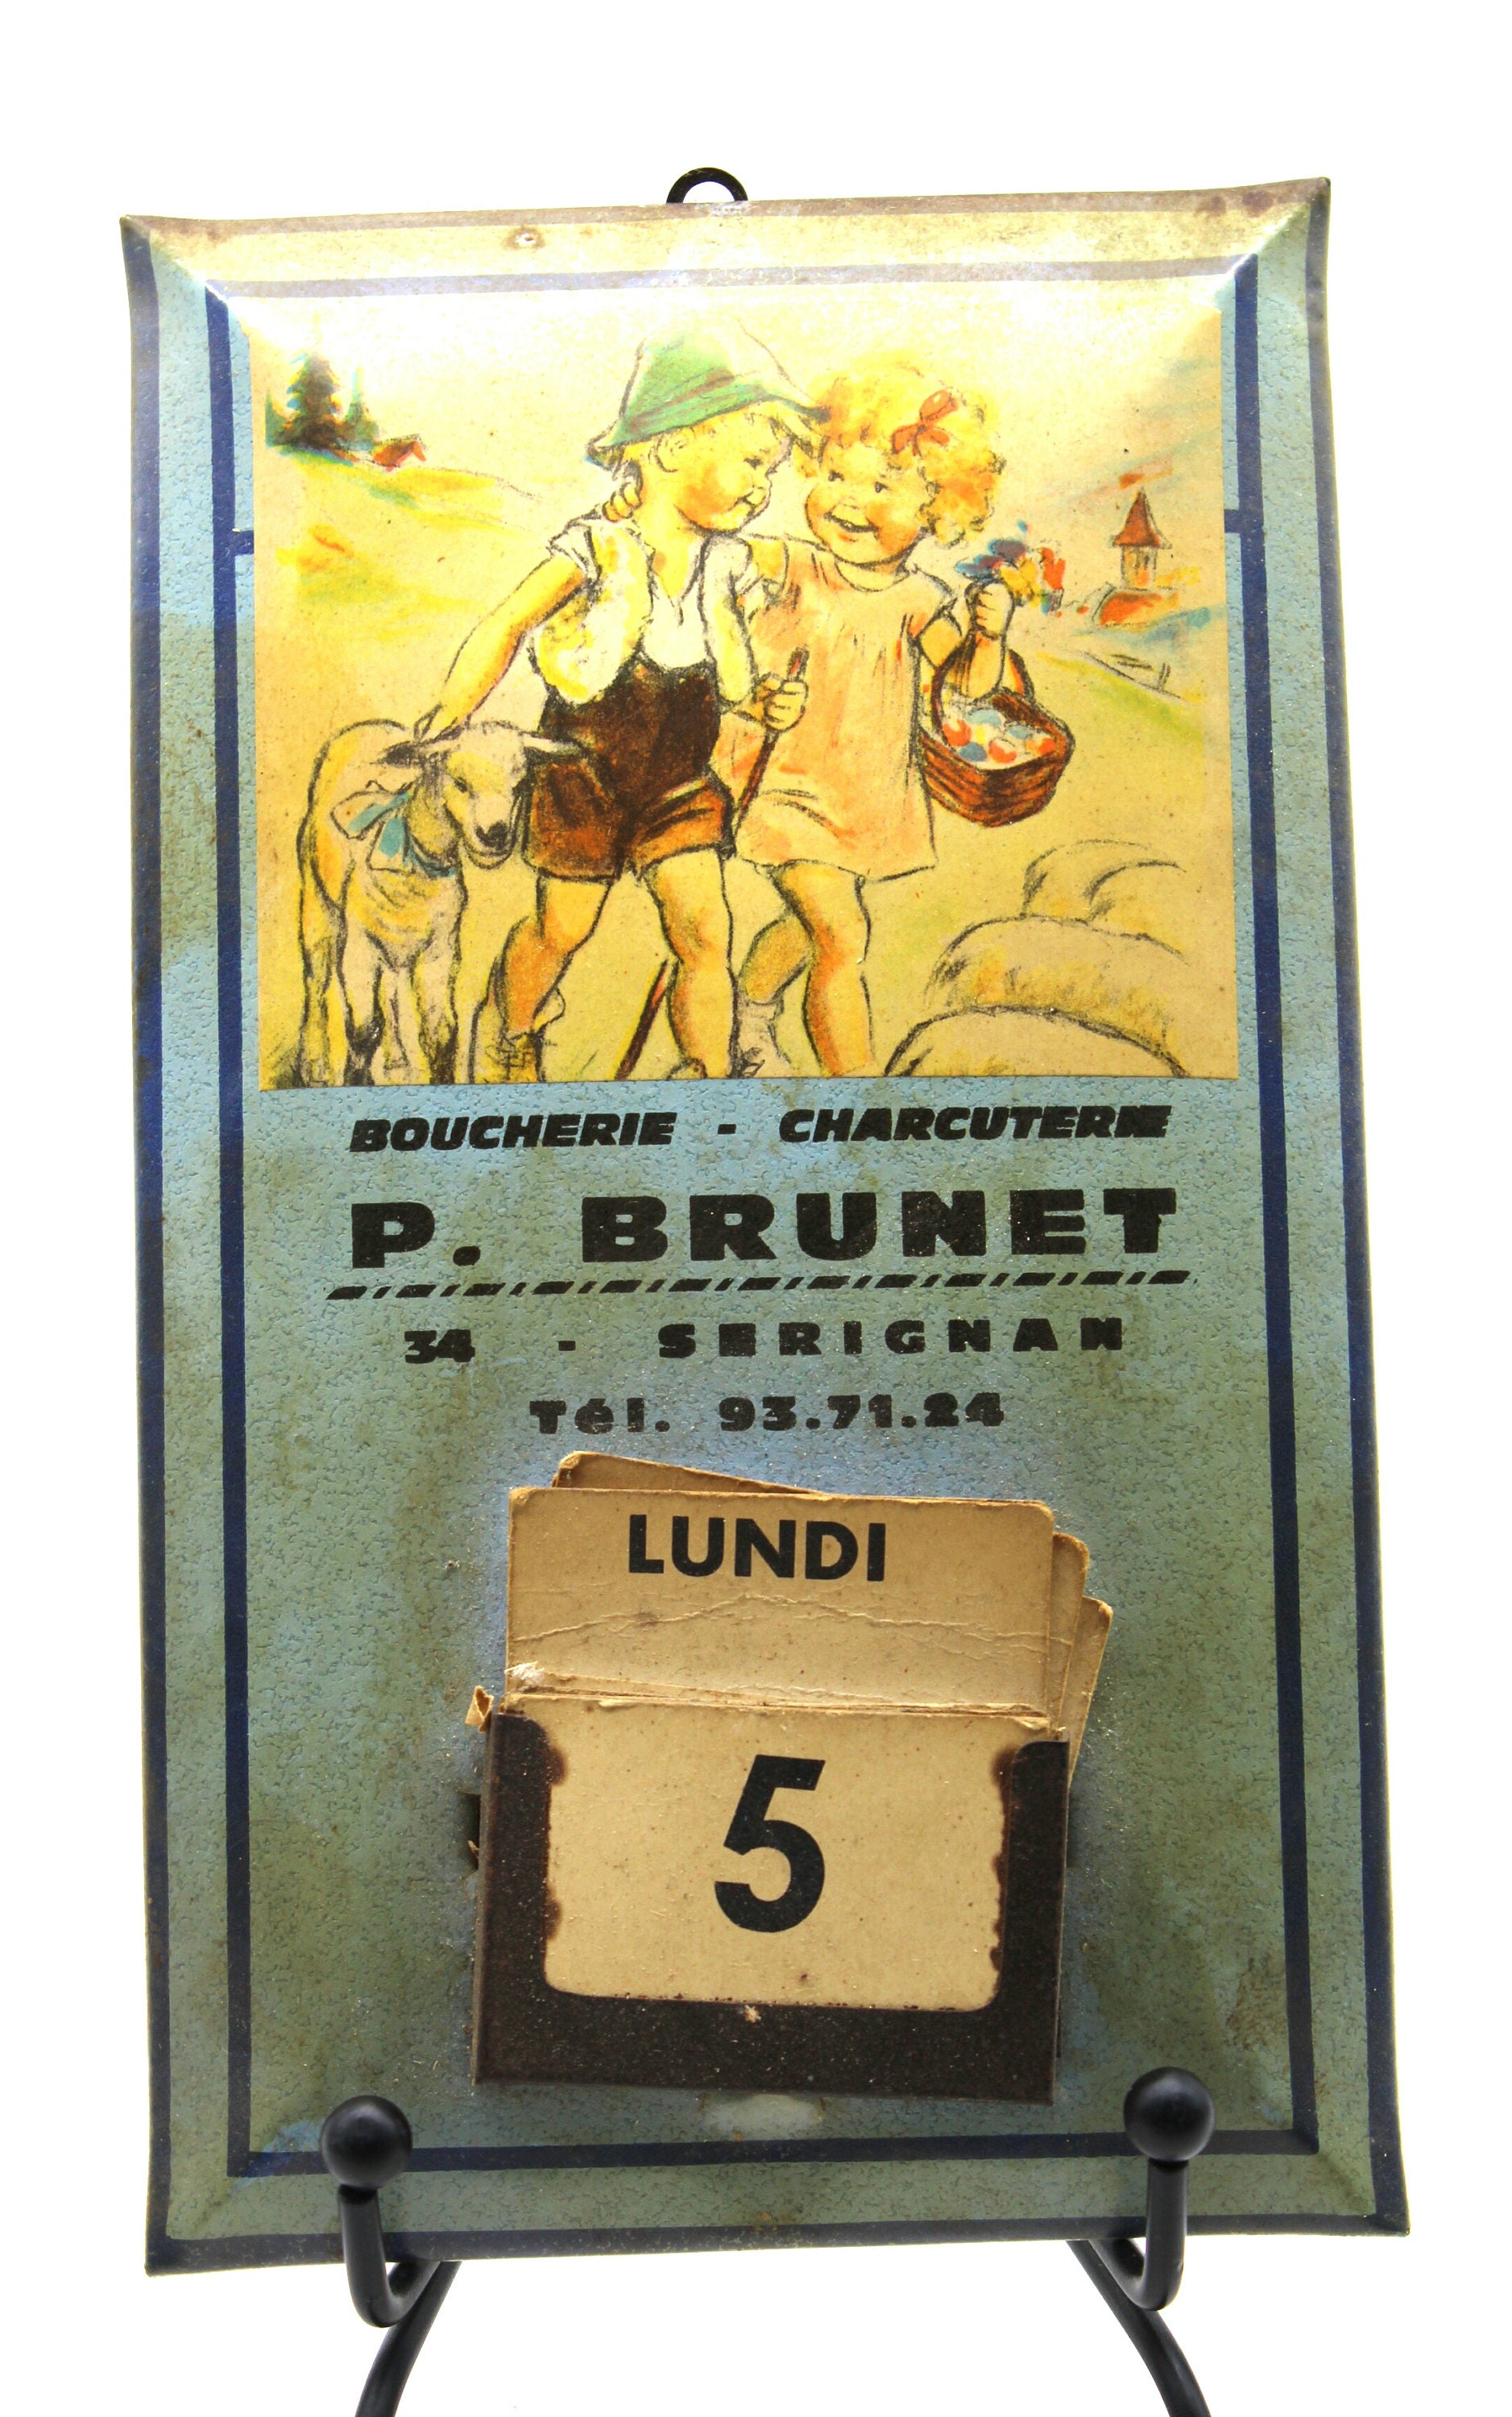 BOUCHERIE - CHARCUTERIE
P. BRUNET
34 - SERIGNAN
Tél. 93.71.24
LUNDI
5